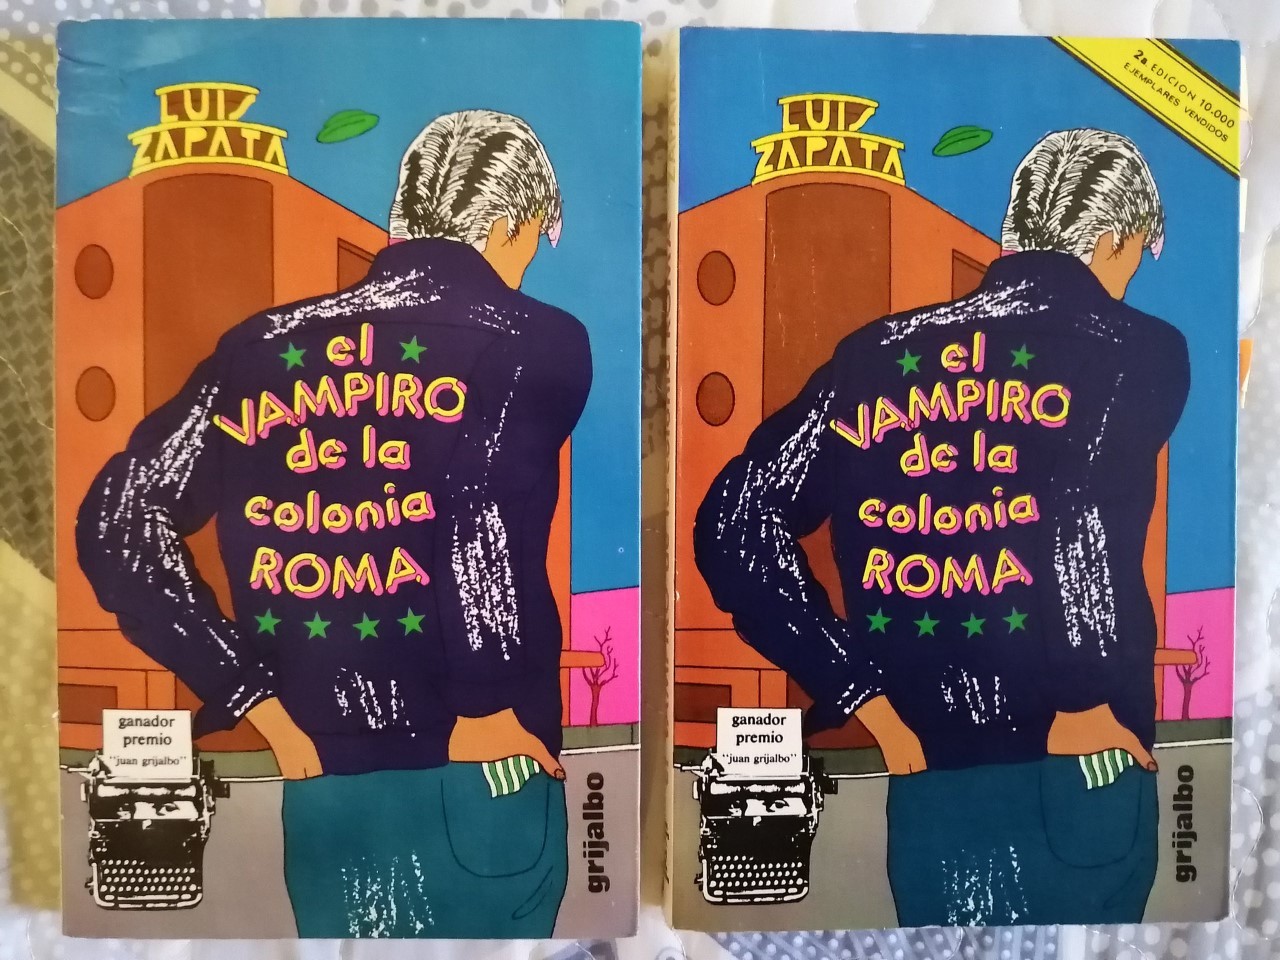 LUIS
ZAPATA
el
VAMPIRO
de la
colonia
ROMA
ganador
premio
"juan grijalbo"
grijalbo
2a. EDICION 10.000
EJEMPLARES VENDIDOS
LUIS
ZAPATA
el
VAMPIRO
de la
colonia
ROMA
ganador
premio
"juan grijalbo"
grijalbo